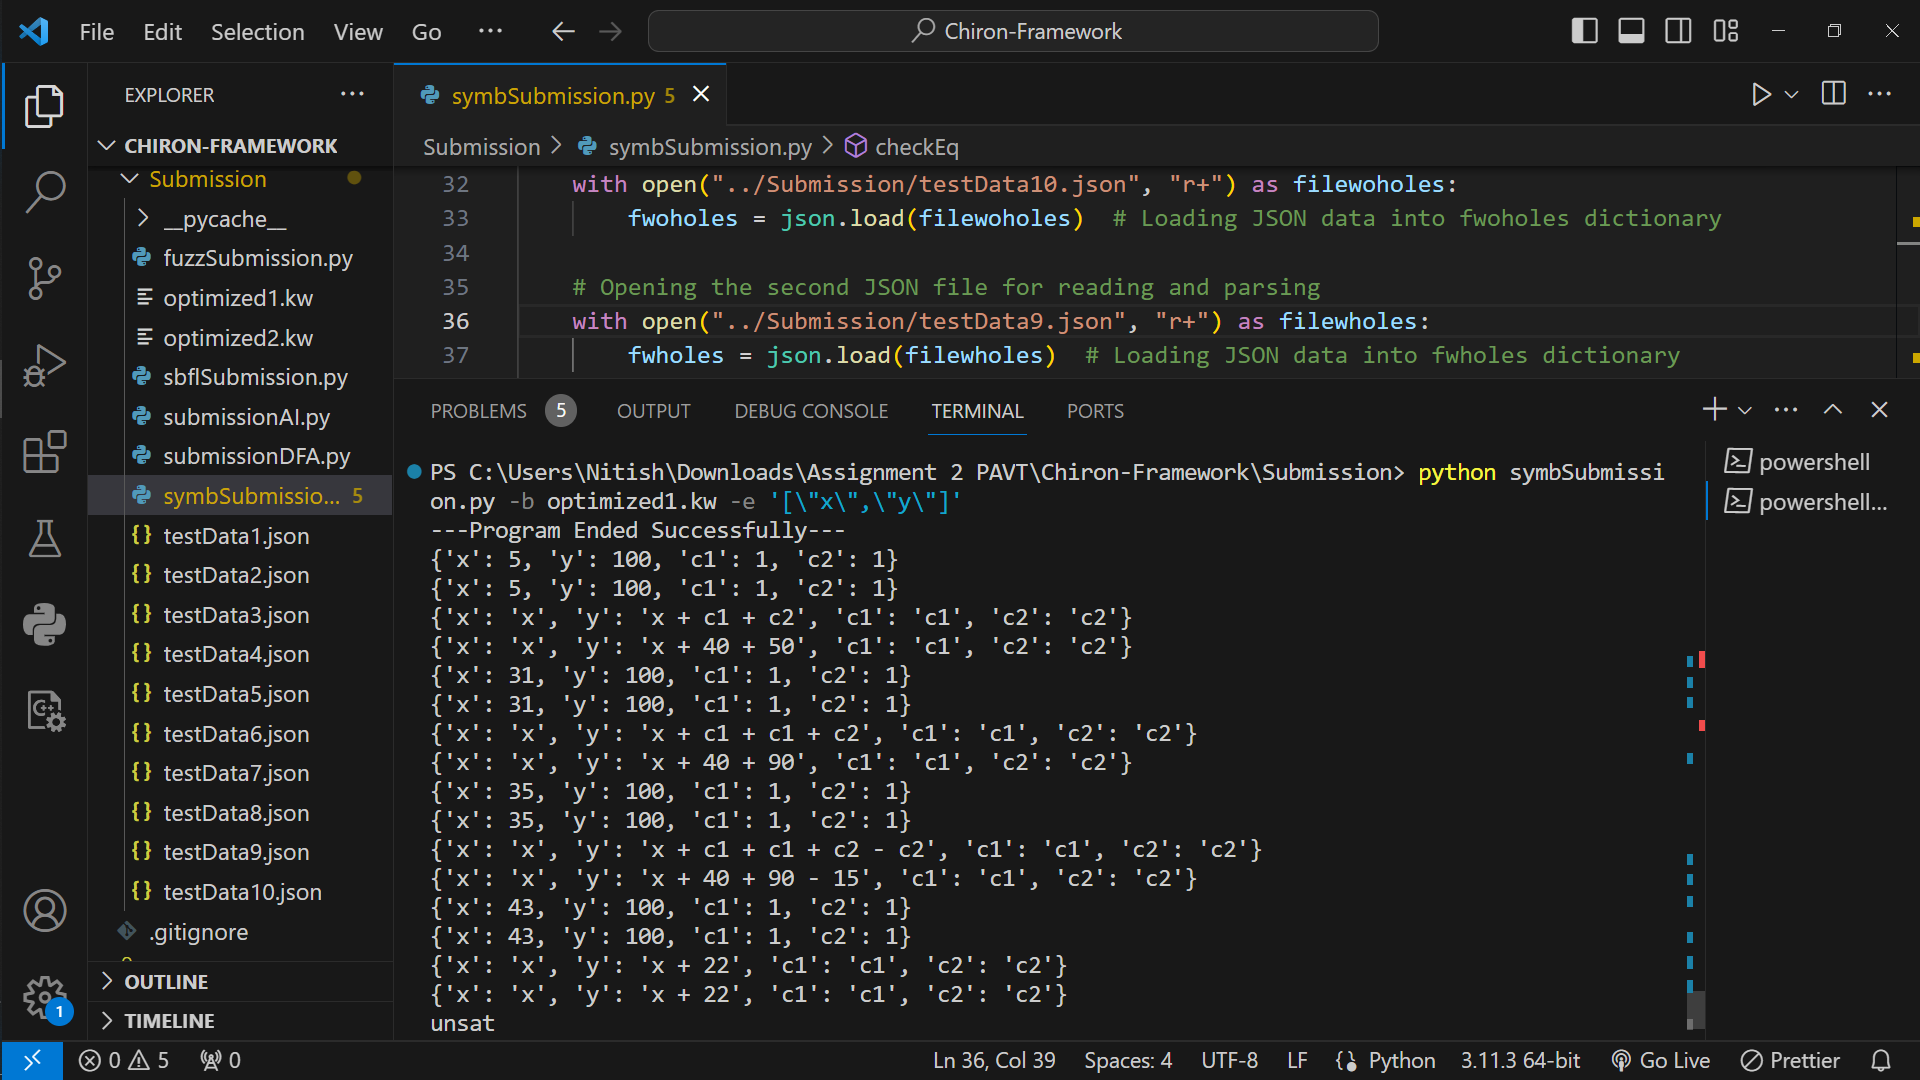 File Edit Selection View Go ··· Chiron-Framework
EXPLORER
CHIRON-FRAMEWORK
Submission
__pycache__
fuzzSubmission.py
optimized1.kw
optimized2.kw
sbflSubmission.py
submissionAI.py
submissionDFA.py
symbSubmissio... 5
testData1.json
testData2.json
testData3.json
testData4.json
testData5.json
testData6.json
testData7.json
testData8.json
testData9.json
testData10.json
.gitignore
OUTLINE
TIMELINE
1
symbSubmission.py 5
Submission > symbSubmission.py > checkEq
32 with open("../Submission/testData10.json", "r+") as filewoholes:
33 fwoholes = json.load(filewoholes) # Loading JSON data into fwoholes dictionary
34
35 # Opening the second JSON file for reading and parsing
36 with open("../Submission/testData9.json", "r+") as filewholes:
37 fwholes = json.load(filewholes) # Loading JSON data into fwholes dictionary
PROBLEMS 5 OUTPUT DEBUG CONSOLE TERMINAL PORTS
PS C:\Users\Nitish\Downloads\Assignment 2 PAVT\Chiron-Framework\Submission> python symbSubmissi
on.py -b optimized1.kw -e '[\"x\",\"y\"]'
---Program Ended Successfully---
{'x': 5, 'y': 100, 'c1': 1, 'c2': 1}
{'x': 5, 'y': 100, 'c1': 1, 'c2': 1}
{'x': 'x', 'y': 'x + c1 + c2', 'c1': 'c1', 'c2': 'c2'}
{'x': 'x', 'y': 'x + 40 + 50', 'c1': 'c1', 'c2': 'c2'}
{'x': 31, 'y': 100, 'c1': 1, 'c2': 1}
{'x': 31, 'y': 100, 'c1': 1, 'c2': 1}
{'x': 'x', 'y': 'x + c1 + c1 + c2', 'c1': 'c1', 'c2': 'c2'}
{'x': 'x', 'y': 'x + 40 + 90', 'c1': 'c1', 'c2': 'c2'}
{'x': 35, 'y': 100, 'c1': 1, 'c2': 1}
{'x': 35, 'y': 100, 'c1': 1, 'c2': 1}
{'x': 'x', 'y': 'x + c1 + c1 + c2 - c2', 'c1': 'c1', 'c2': 'c2'}
{'x': 'x', 'y': 'x + 40 + 90 - 15', 'c1': 'c1', 'c2': 'c2'}
{'x': 43, 'y': 100, 'c1': 1, 'c2': 1}
{'x': 43, 'y': 100, 'c1': 1, 'c2': 1}
{'x': 'x', 'y': 'x + 22', 'c1': 'c1', 'c2': 'c2'}
{'x': 'x', 'y': 'x + 22', 'c1': 'c1', 'c2': 'c2'}
unsat
powershell
powershell...
0 5 0 Ln 36, Col 39 Spaces: 4 UTF-8 LF Python 3.11.3 64-bit Go Live Prettier